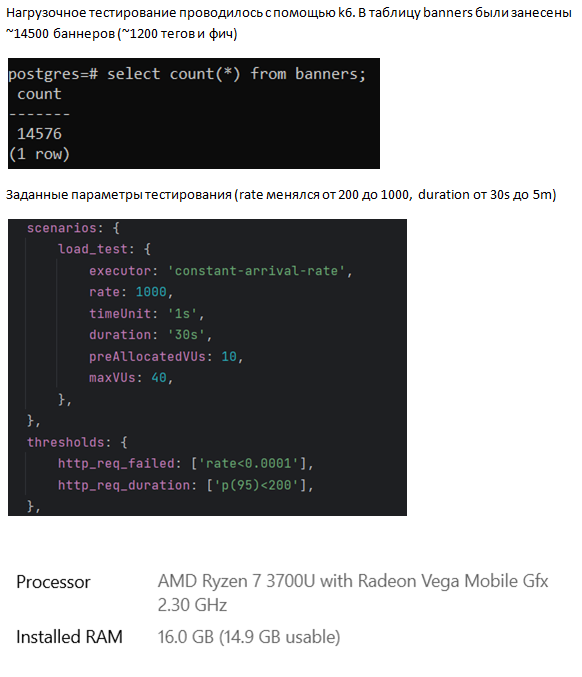 Нагрузочное тестирование проводилось с помощью k6. В таблицу banners были занесены
~14500 баннеров (~1200 тегов и фич)
postgres=# select count(*) from banners;
count
-------
14576
(1 row)
Заданные параметры тестирования (rate менялся от 200 до 1000, duration от 30s до 5m)
scenarios: {
load_test: {
executor: 'constant-arrival-rate',
rate: 1000,
timeUnit: '1s',
duration: '30s',
preAllocatedVUs: 10,
maxVUs: 40,
},
},
thresholds: {
http_req_failed: ['rate<0.0001'],
http_req_duration: ['p(95)<200'],
},
Processor AMD Ryzen 7 3700U with Radeon Vega Mobile Gfx
2.30 GHz
Installed RAM 16.0 GB (14.9 GB usable)